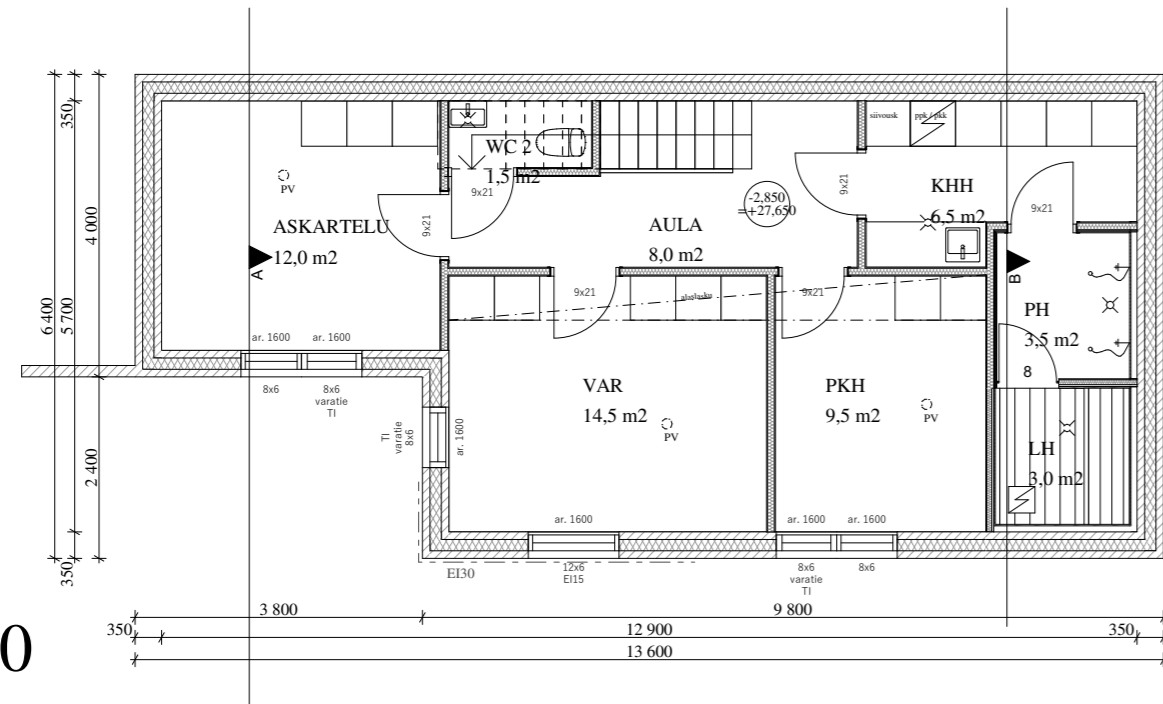 siivousk
ppk / pkk
350
WC 2
1,5 m2
9x21
PV
9x21
KHH
6,5 m2
9x21
-2,850
=+27,650
ASKARTELU
12,0 m2
9x21
AULA
8,0 m2
4 000
A
B
6 400
5 700
9x21
alaslasku
9x21
PH
3,5 m2
ar. 1600
ar. 1600
8
8x6
8x6
varatie
TI
VAR
14,5 m2
PV
PKH
9,5 m2
PV
TI
varatie
8x6
ar. 1600
LH
3,0 m2
2 400
ar. 1600
ar. 1600
ar. 1600
350
EI30
12x6
EI15
8x6
varatie
TI
8x6
3 800
9 800
350
12 900
350
13 600
0